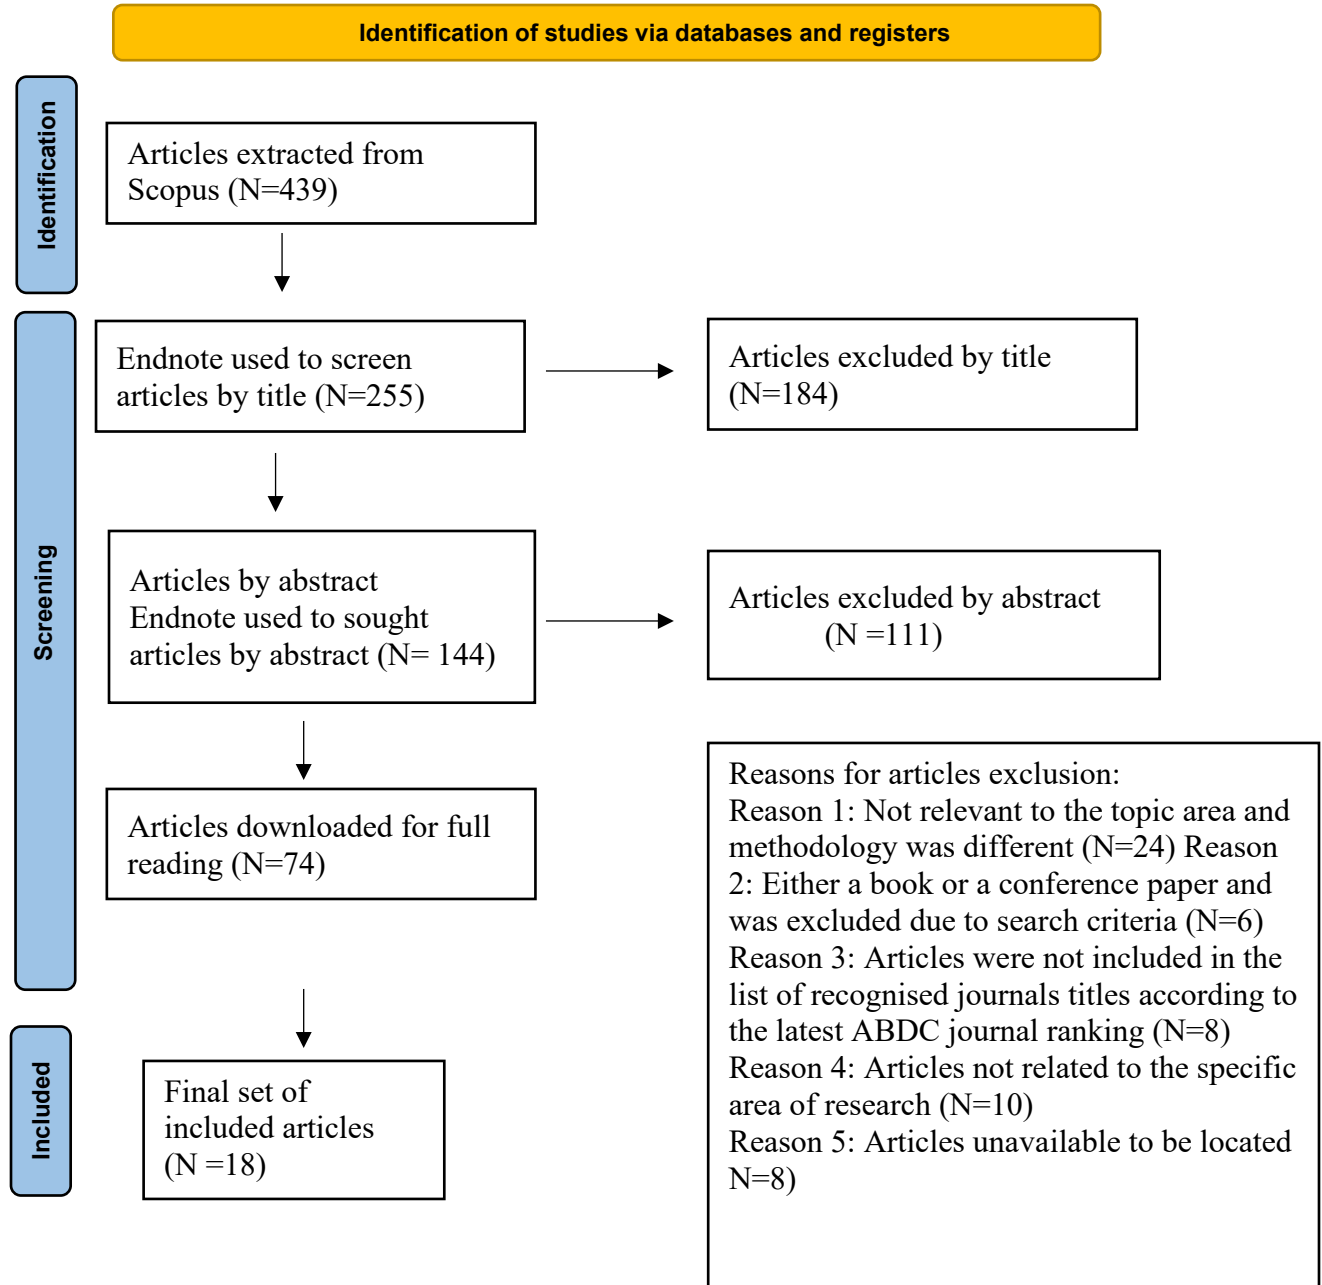 Identification of studies via databases and registers
Identification
Articles extracted from
Scopus (N=439)
Screening
Endnote used to screen
articles by title (N=255)
Articles excluded by title
(N=184)
Articles by abstract
Endnote used to sought
articles by abstract (N= 144)
Articles excluded by abstract
(N =111)
Articles downloaded for full
reading (N=74)
Reasons for articles exclusion:
Reason 1: Not relevant to the topic area and
methodology was different (N=24) Reason
2: Either a book or a conference paper and
was excluded due to search criteria (N=6)
Reason 3: Articles were not included in the
list of recognised journals titles according to
the latest ABDC journal ranking (N=8)
Reason 4: Articles not related to the specific
area of research (N=10)
Reason 5: Articles unavailable to be located
N=8)
Included
Final set of
included articles
(N =18)